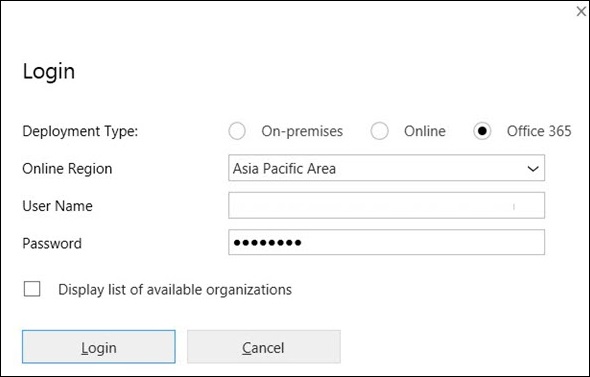 Login
Deployment Type: On-premises Online Office 365
Online Region Asia Pacific Area
User Name
Password ●●●●●●●●
Display list of available organizations
Login Cancel